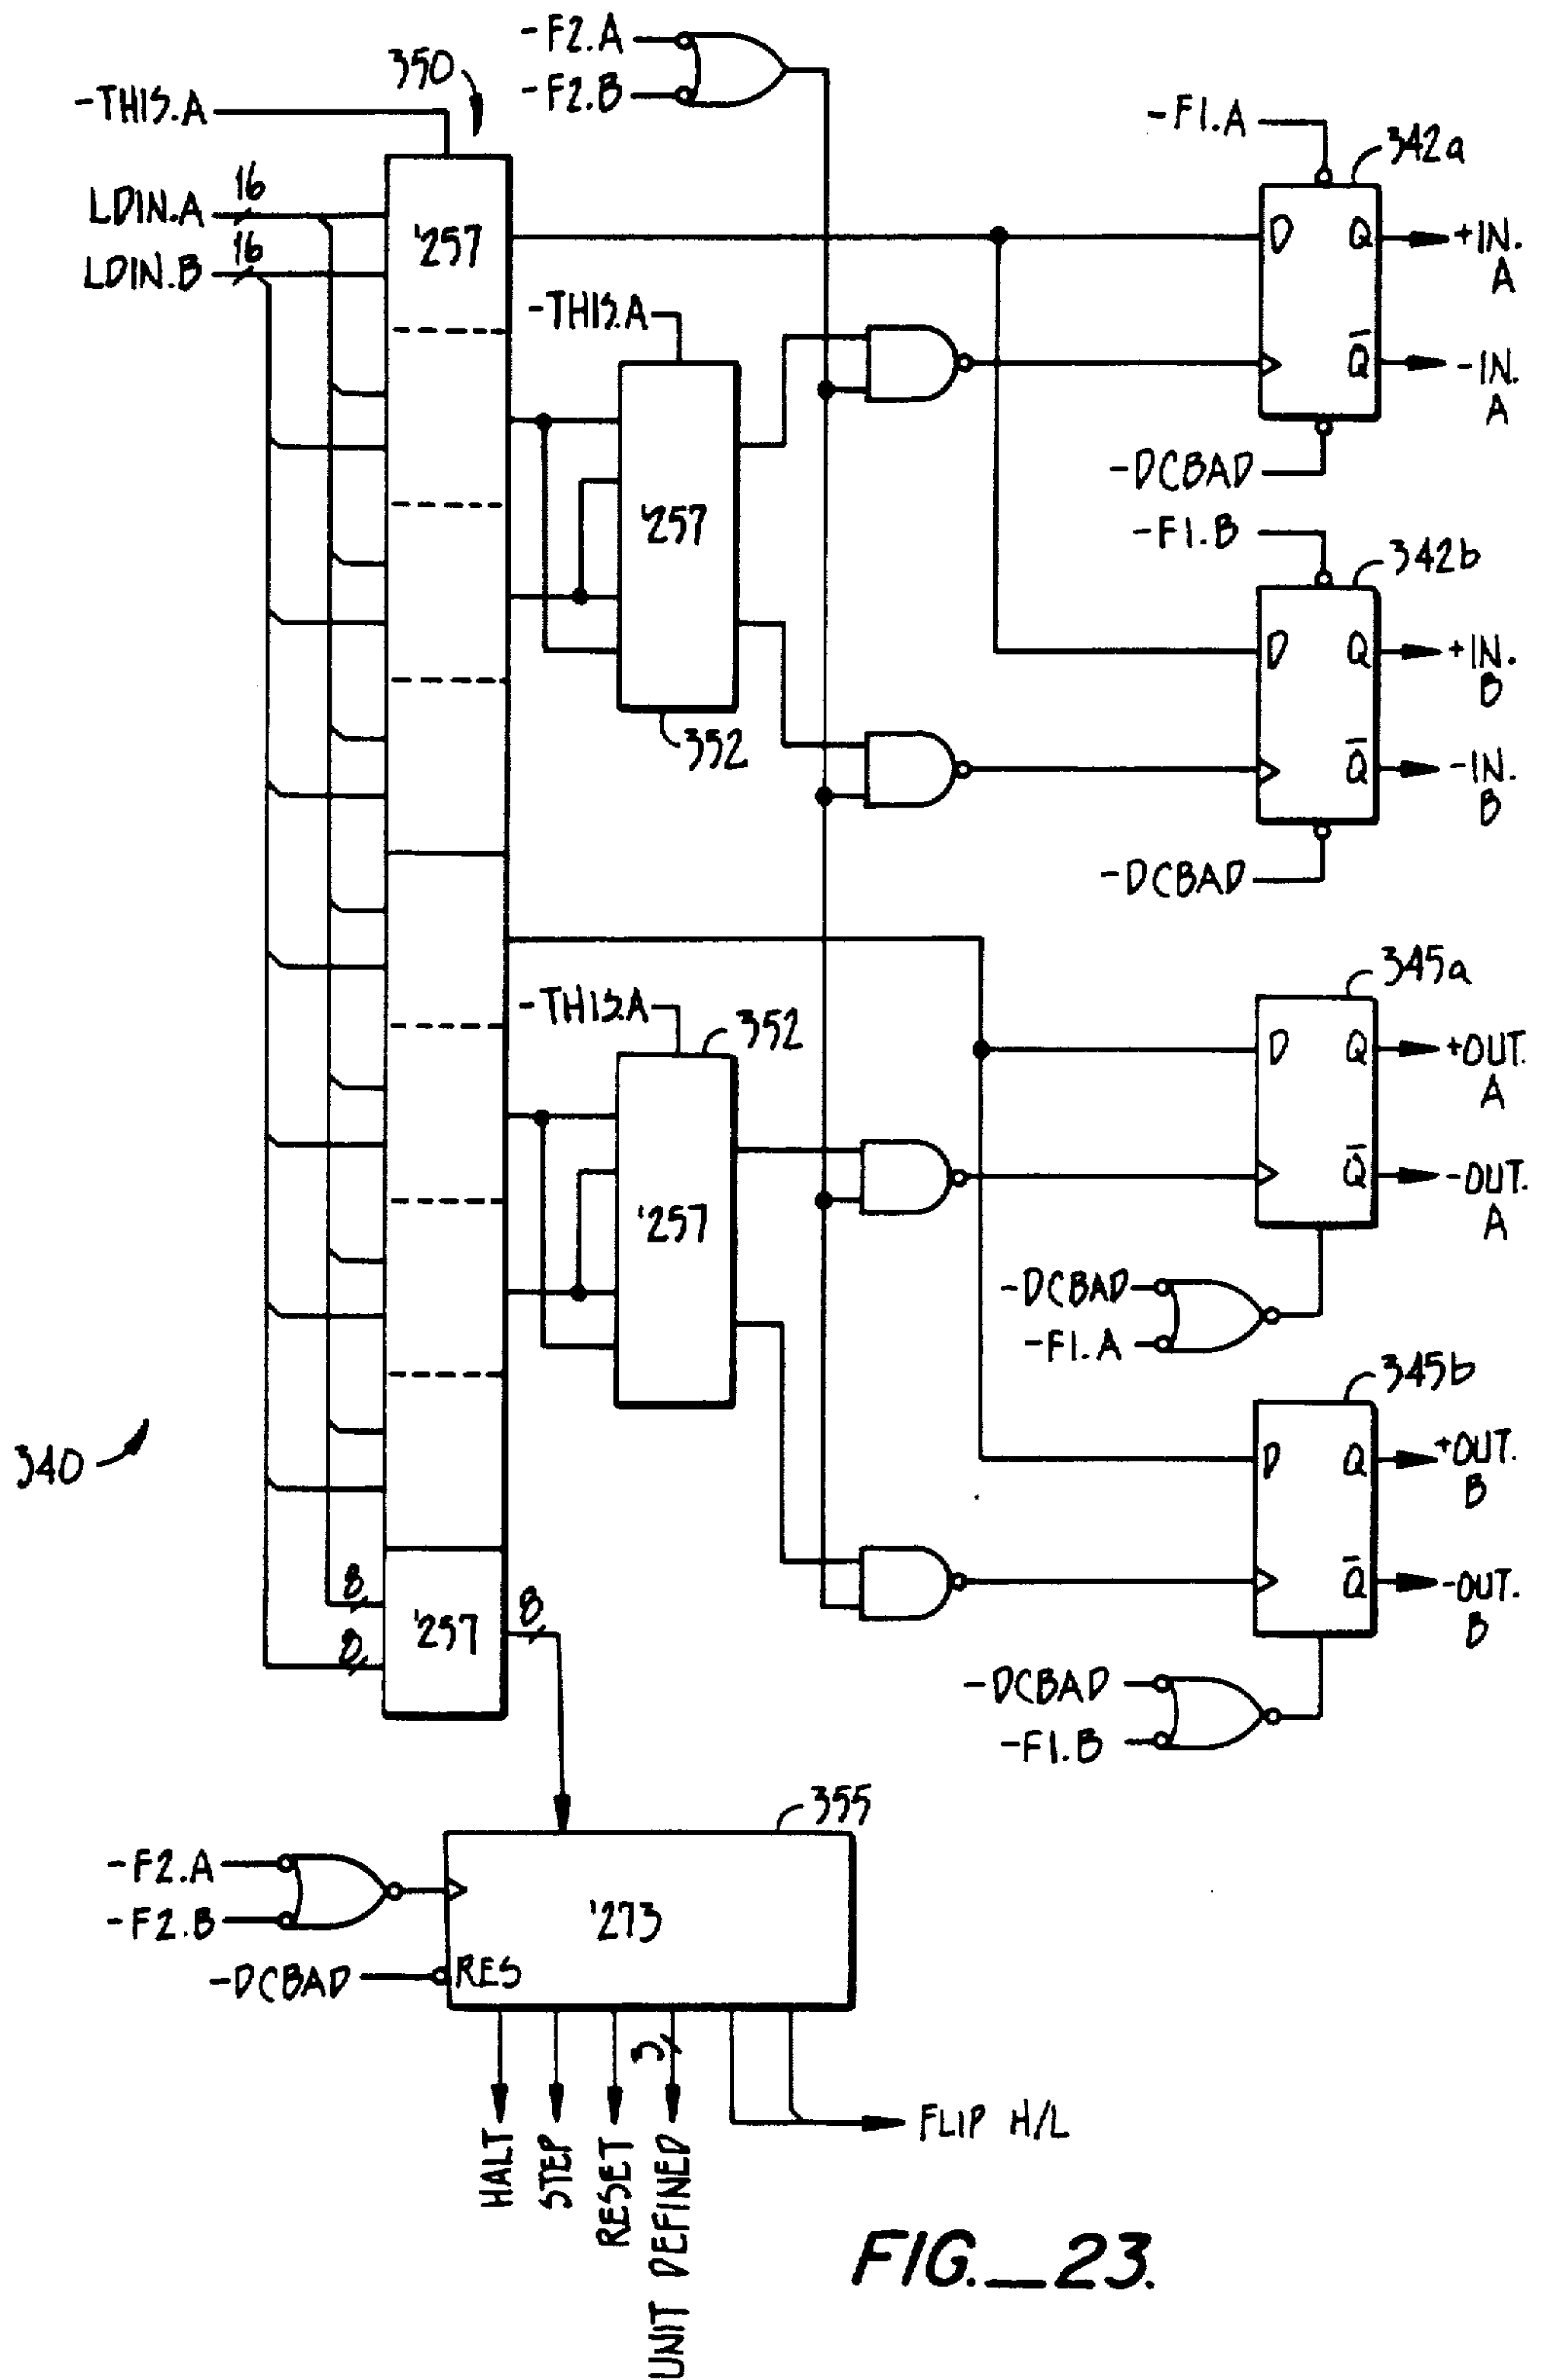 -F2.A
-F2.B
350
-THIS.A
LDIN.A
16
LDIN.B
16
'257
-F1.A
342a
D
Q
+IN.
A
Q̅
-IN.
A
-DCBAD
-THIS.A
'257
352
-F1.B
342b
D
Q
+IN.
B
Q̅
-IN.
B
-DCBAD
345a
D
Q
+OUT.
A
Q̅
-OUT.
A
-THIS.A
352
'257
-DCBAD
-F1.A
345b
D
Q
+OUT.
B
Q̅
-OUT.
B
340
8
8
'257
8
-DCBAD
-F1.B
355
-F2.A
-F2.B
'273
-DCBAD
RES
3
HALT
STEP
RESET
UNIT DEFINED
FLIP H/L
FIG._23.